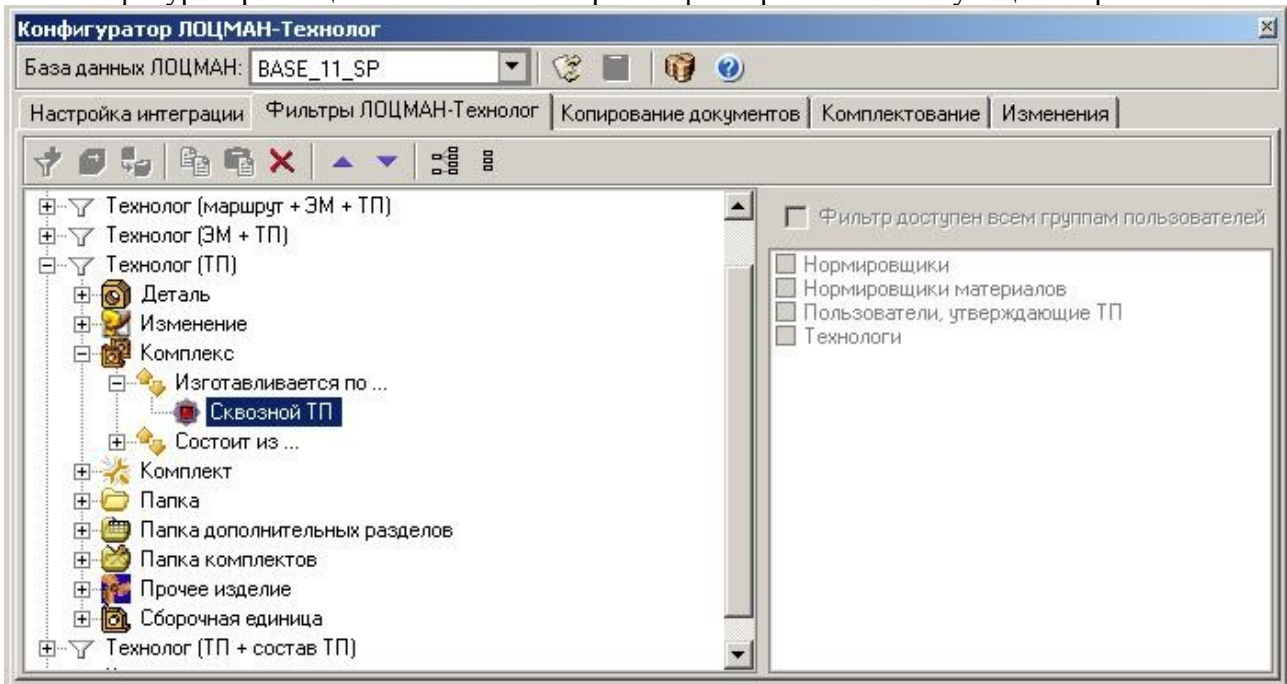 Конфигуратор ЛОЦМАН-Технолог
База данных ЛОЦМАН: BASE_11_SP
Настройка интеграции Фильтры ЛОЦМАН-Технолог Копирование документов Комплектование Изменения
Технолог (маршрут + ЭМ + ТП)
Технолог (ЭМ + ТП)
Технолог (ТП)
Деталь
Изменение
Комплекс
Изготавливается по ...
Сквозной ТП
Состоит из ...
Комплект
Папка
Папка дополнительных разделов
Папка комплектов
Прочее изделие
Сборочная единица
Технолог (ТП + состав ТП)
Фильтр доступен всем группам пользователей
Нормировщики
Нормировщики материалов
Пользователи, утверждающие ТП
Технологи